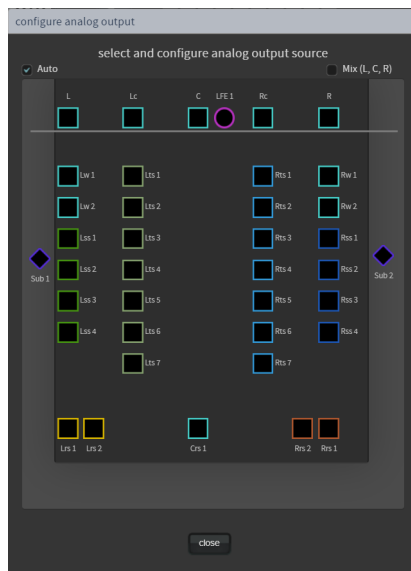 configure analog output
select and configure analog output source
Auto
Mix (L, C, R)
L Lc C LFE 1 Rc R
Lw 1 Lts 1 Rts 1 Rw 1
Lw 2 Lts 2 Rts 2 Rw 2
Lss 1 Lts 3 Rts 3 Rss 1
Lss 2 Lts 4 Rts 4 Rss 2
Sub 1
Sub 2
Lss 3 Lts 5 Rts 5 Rss 3
Lss 4 Lts 6 Rts 6 Rss 4
Lts 7 Rts 7
Lrs 1 Lrs 2 Crs 1 Rrs 2 Rrs 1
close